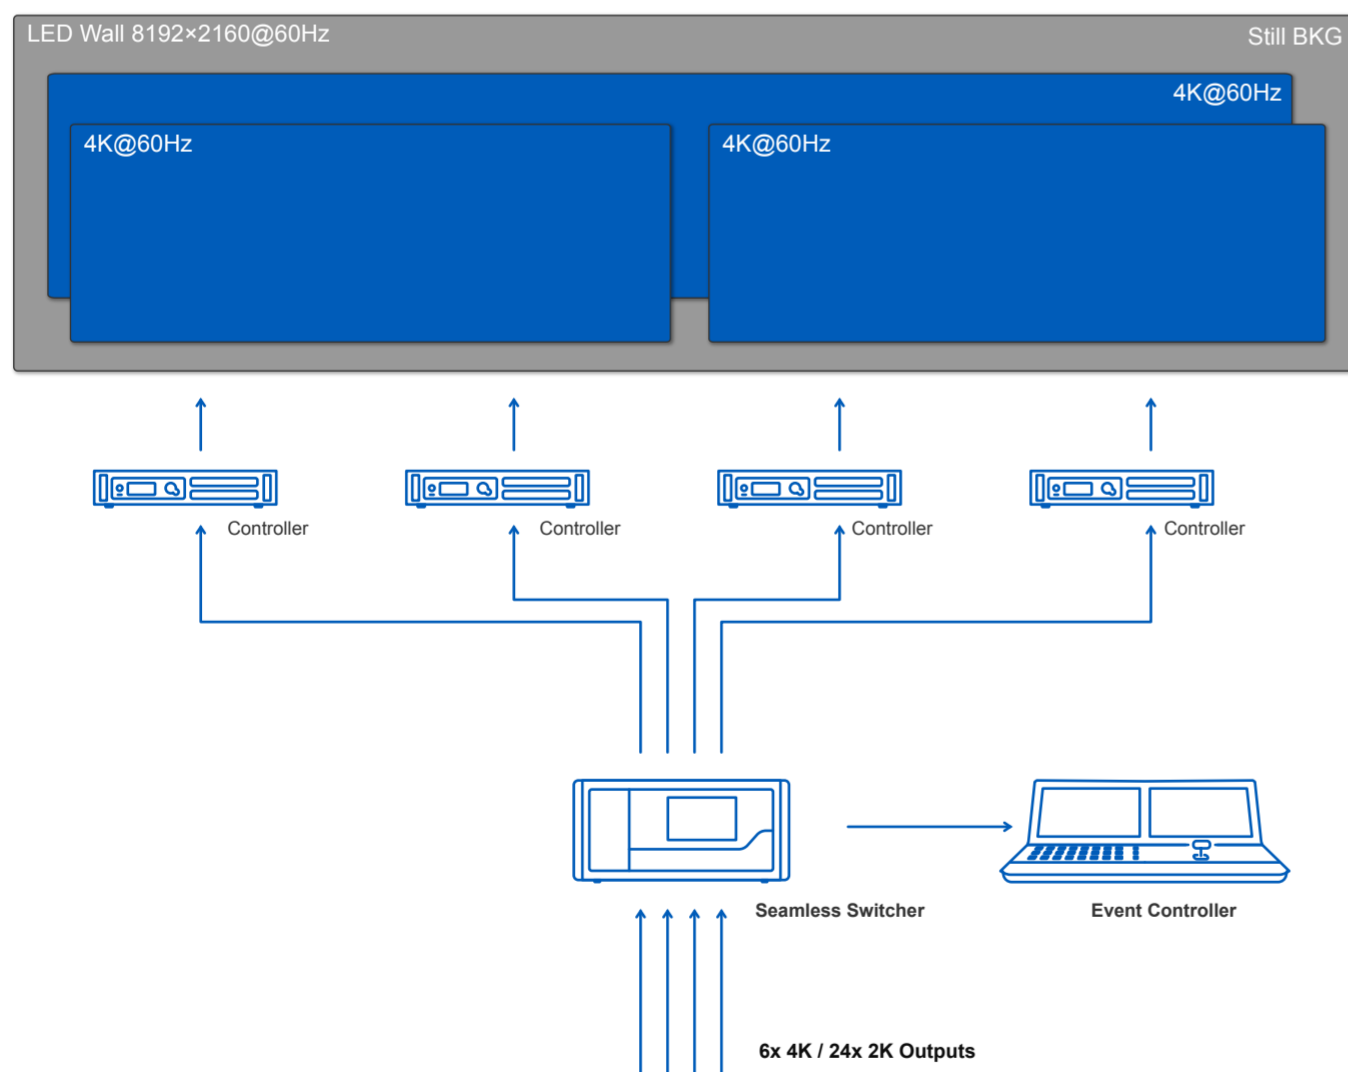 LED Wall 8192×2160@60Hz
Still BKG
4K@60Hz
4K@60Hz
4K@60Hz
Controller
Controller
Controller
Controller
Seamless Switcher
Event Controller
6x 4K / 24x 2K Outputs